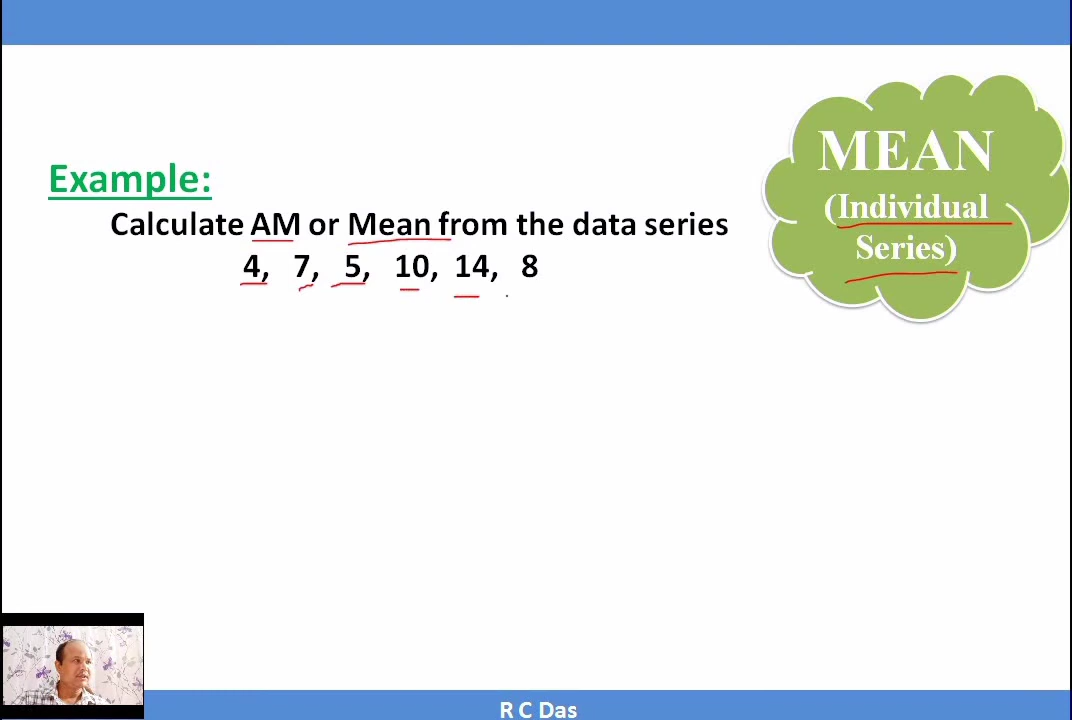 MEAN
(Individual
Series)
Example:
Calculate AM or Mean from the data series
4, 7, 5, 10, 14, 8
R C Das